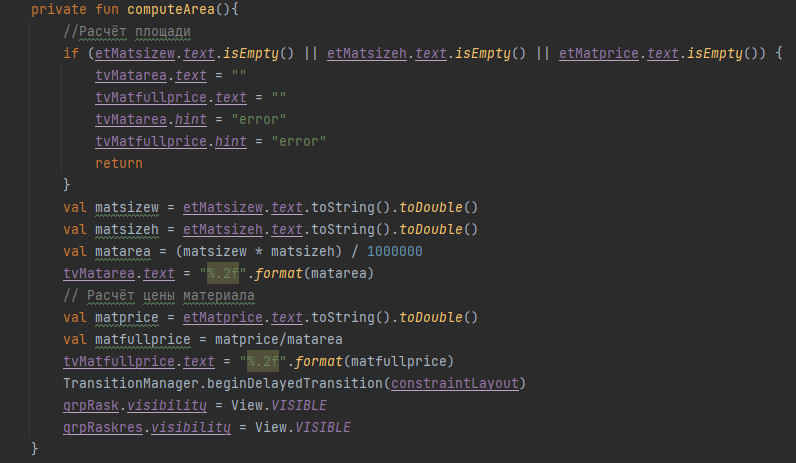 private fun computeArea(){
//Расчёт площади
if (etMatsizew.text.isEmpty() || etMatsizeh.text.isEmpty() || etMatprice.text.isEmpty()) {
tvMatarea.text = ""
tvMatfullprice.text = ""
tvMatarea.hint = "error"
tvMatfullprice.hint = "error"
return
}
val matsizew = etMatsizew.text.toString().toDouble()
val matsizeh = etMatsizeh.text.toString().toDouble()
val matarea = (matsizew * matsizeh) / 1000000
tvMatarea.text = "%.2f".format(matarea)
// Расчёт цены материала
val matprice = etMatprice.text.toString().toDouble()
val matfullprice = matprice/matarea
tvMatfullprice.text = "%.2f".format(matfullprice)
TransitionManager.beginDelayedTransition(constraintLayout)
grpRask.visibility = View.VISIBLE
grpRaskres.visibility = View.VISIBLE
}